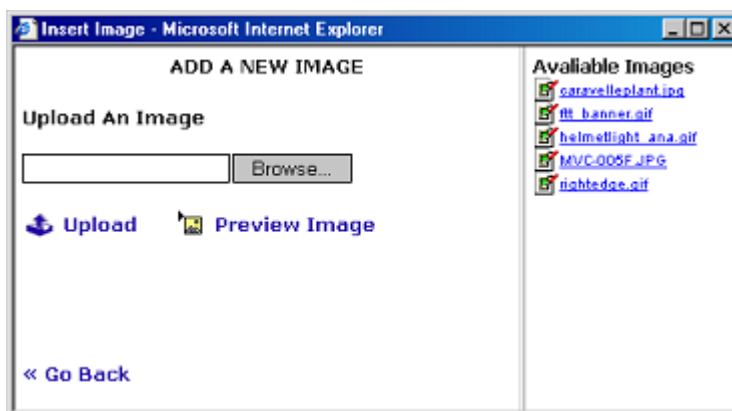 Insert Image - Microsoft Internet Explorer
ADD A NEW IMAGE
Upload An Image
Browse...
Upload
Preview Image
« Go Back
Avaliable Images
caravelleplant.jpg
ftt_banner.gif
helmetlight_ana.gif
MVC-005F.JPG
rightedge.gif